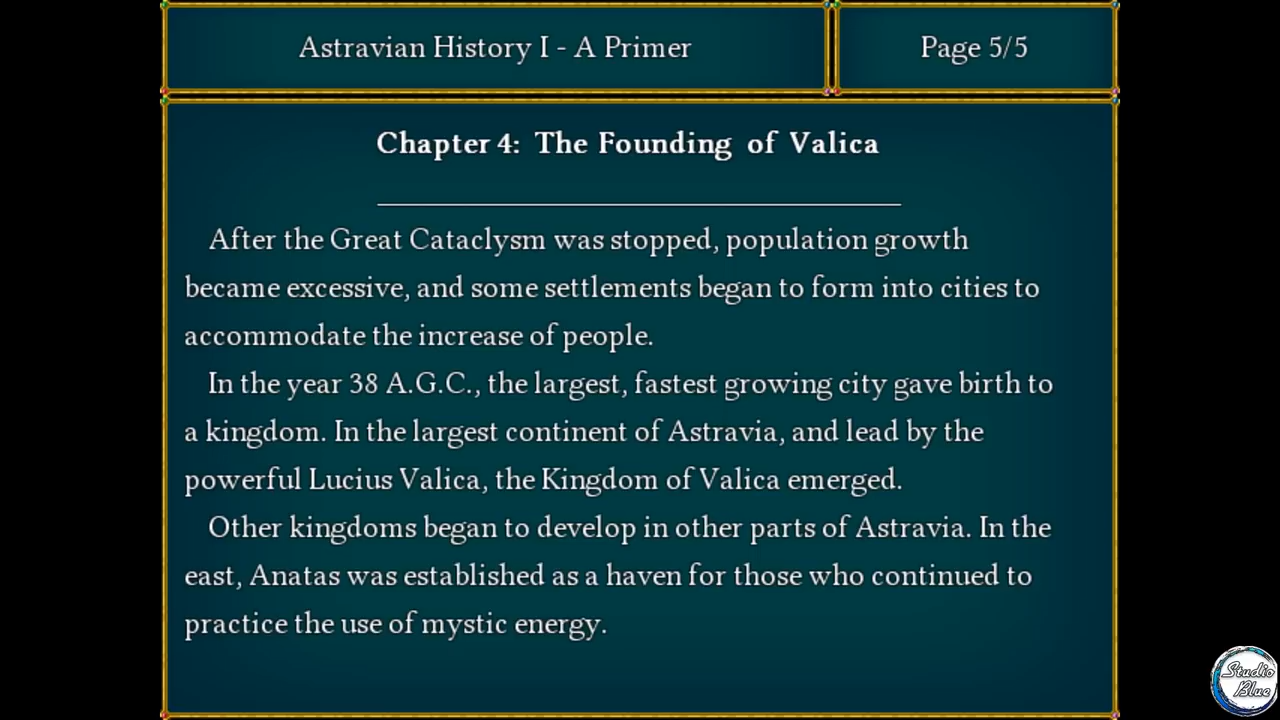 Astravian History I - A Primer
Page 5/5
Chapter 4: The Founding of Valica
After the Great Cataclysm was stopped, population growth
became excessive, and some settlements began to form into cities to
accommodate the increase of people.
In the year 38 A.G.C., the largest, fastest growing city gave birth to
a kingdom. In the largest continent of Astravia, and lead by the
powerful Lucius Valica, the Kingdom of Valica emerged.
Other kingdoms began to develop in other parts of Astravia. In the
east, Anatas was established as a haven for those who continued to
practice the use of mystic energy.
Studio
Blue